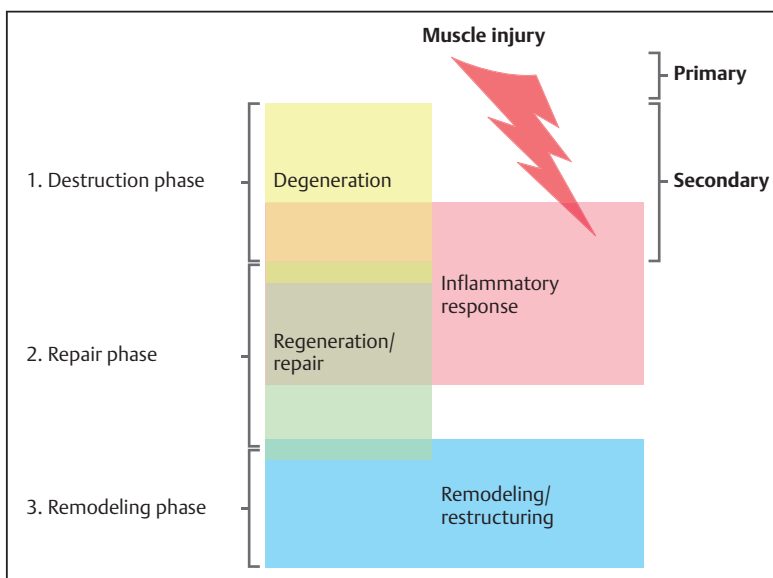 Muscle injury
Primary
1. Destruction phase
Degeneration
Secondary
Inflammatory
response
2. Repair phase
Regeneration/
repair
3. Remodeling phase
Remodeling/
restructuring